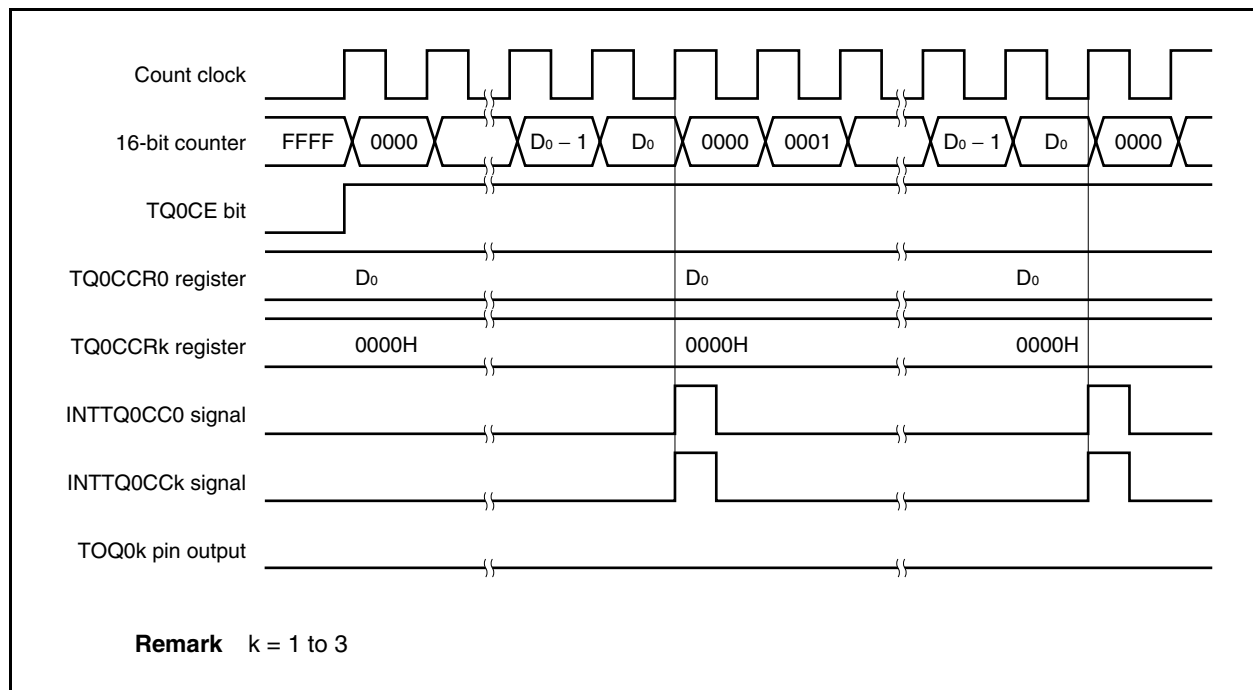 Count clock
16-bit counter FFFF 0000 D₀ − 1 D₀ 0000 0001 D₀ − 1 D₀ 0000
TQ0CE bit
TQ0CCR0 register D₀ D₀ D₀
TQ0CCRk register 0000H 0000H 0000H
INTTQ0CC0 signal
INTTQ0CCk signal
TOQ0k pin output
Remark k = 1 to 3